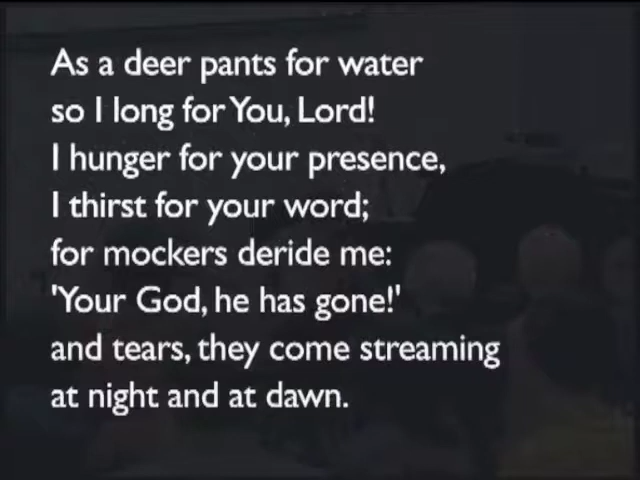 As a deer pants for water
so I long for You, Lord!
I hunger for your presence,
I thirst for your word;
for mockers deride me:
'Your God, he has gone!'
and tears, they come streaming
at night and at dawn.